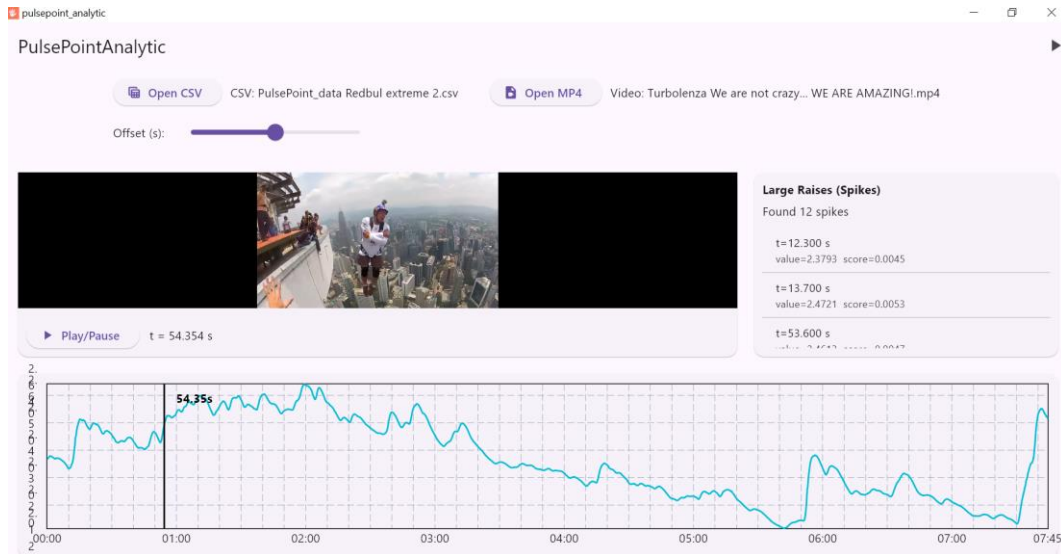 pulsepoint_analytic
PulsePointAnalytic
Open CSV CSV: PulsePoint_data Redbul extreme 2.csv Open MP4 Video: Turbolenza We are not crazy... WE ARE AMAZING!.mp4
Offset (s):
Large Raises (Spikes)
Found 12 spikes
t=12.300 s
value=2.3793 score=0.0045
t=13.700 s
value=2.4721 score=0.0053
t=53.600 s
Play/Pause t = 54.354 s
54.35s
00:00 01:00 02:00 03:00 04:00 05:00 06:00 07:00 07:45